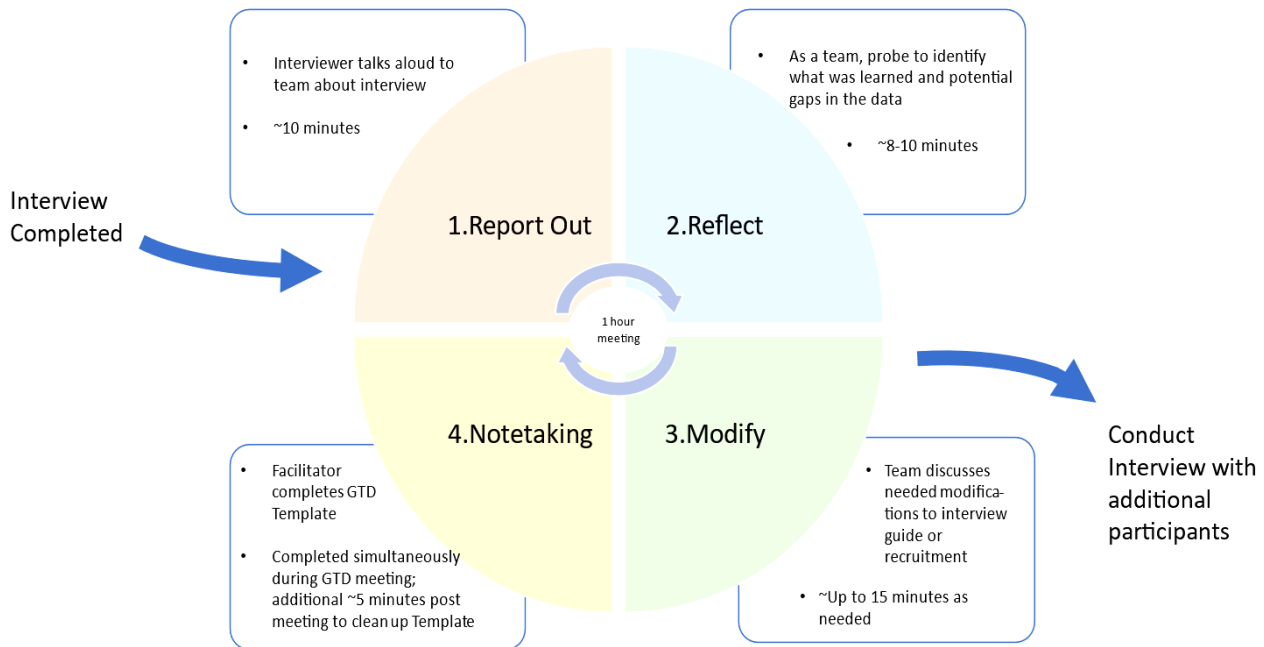 • Interviewer talks aloud to
team about interview
• ~10 minutes
• As a team, probe to identify
what was learned and potential
gaps in the data
• ~8-10 minutes
Interview
Completed
1.Report Out
2.Reflect
1 hour
meeting
4.Notetaking
3.Modify
Conduct
Interview with
additional
participants
• Facilitator
completes GTD
Template
• Completed simultaneously
during GTD meeting;
additional ~5 minutes post
meeting to clean up Template
• Team discusses
needed modifica-
tions to interview
guide or
recruitment
• ~Up to 15 minutes as
needed